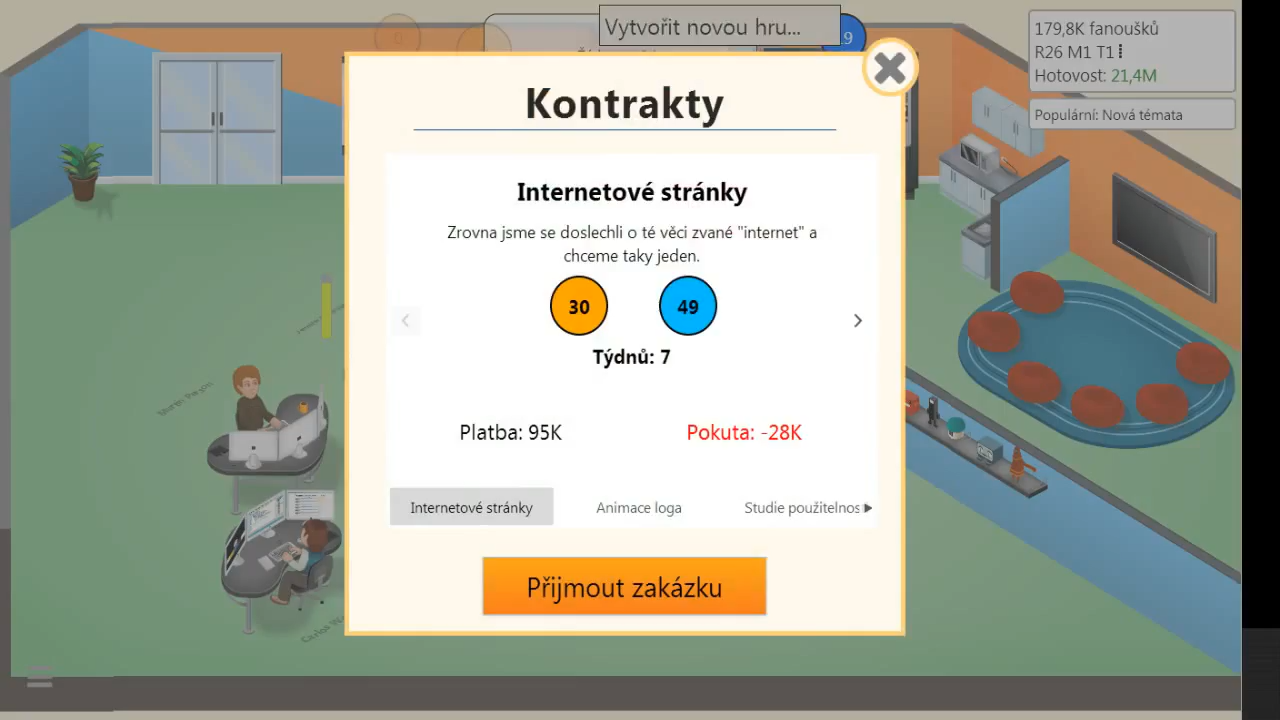 Vytvořit novou hru...
179,8K fanoušků
R26 M1 T1
Hotovost: 21,4M
Populární: Nová témata
Kontrakty
Internetové stránky
Zrovna jsme se doslechli o té věci zvané "internet" a
chceme taky jeden.
30
49
Týdnů: 7
Platba: 95K
Pokuta: -28K
Internetové stránky
Animace loga
Studie použitelnos
Přijmout zakázku